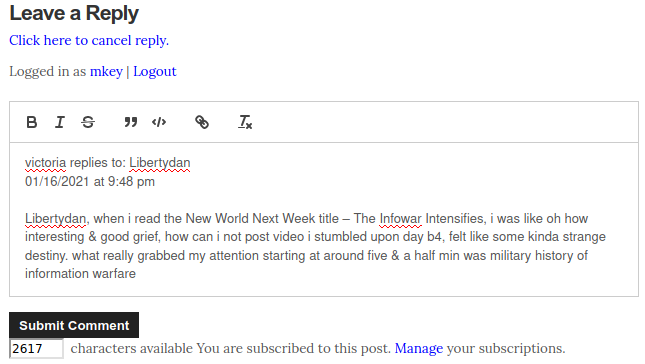 Leave a Reply
Click here to cancel reply.
Logged in as mkey | Logout
victoria replies to: Libertydan
01/16/2021 at 9:48 pm
Libertydan, when i read the New World Next Week title – The Infowar Intensifies, i was like oh how
interesting & good grief, how can i not post video i stumbled upon day b4, felt like some kinda strange
destiny. what really grabbed my attention starting at around five & a half min was military history of
information warfare
Submit Comment
2617 characters available You are subscribed to this post. Manage your subscriptions.